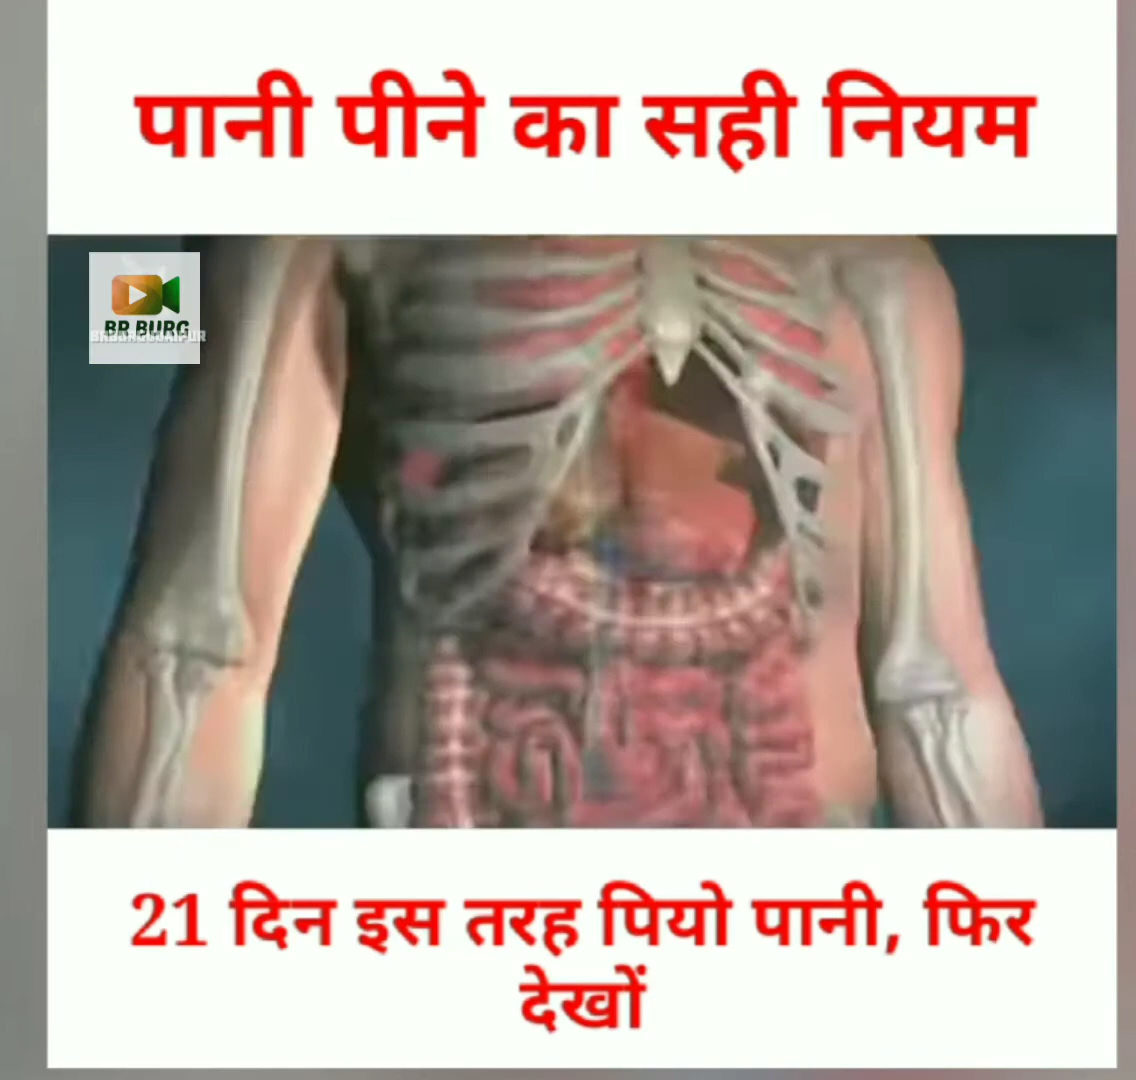 पानी पीने का सही नियम
BR BURG
21 दिन इस तरह पियो पानी, फिर
देखों